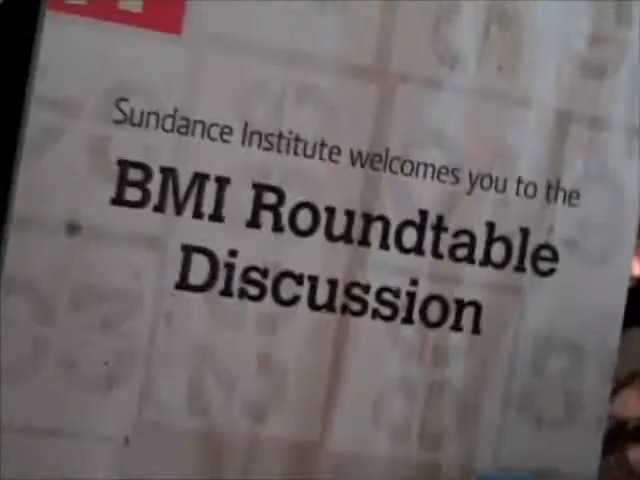 Sundance Institute welcomes you to the
BMI Roundtable
Discussion